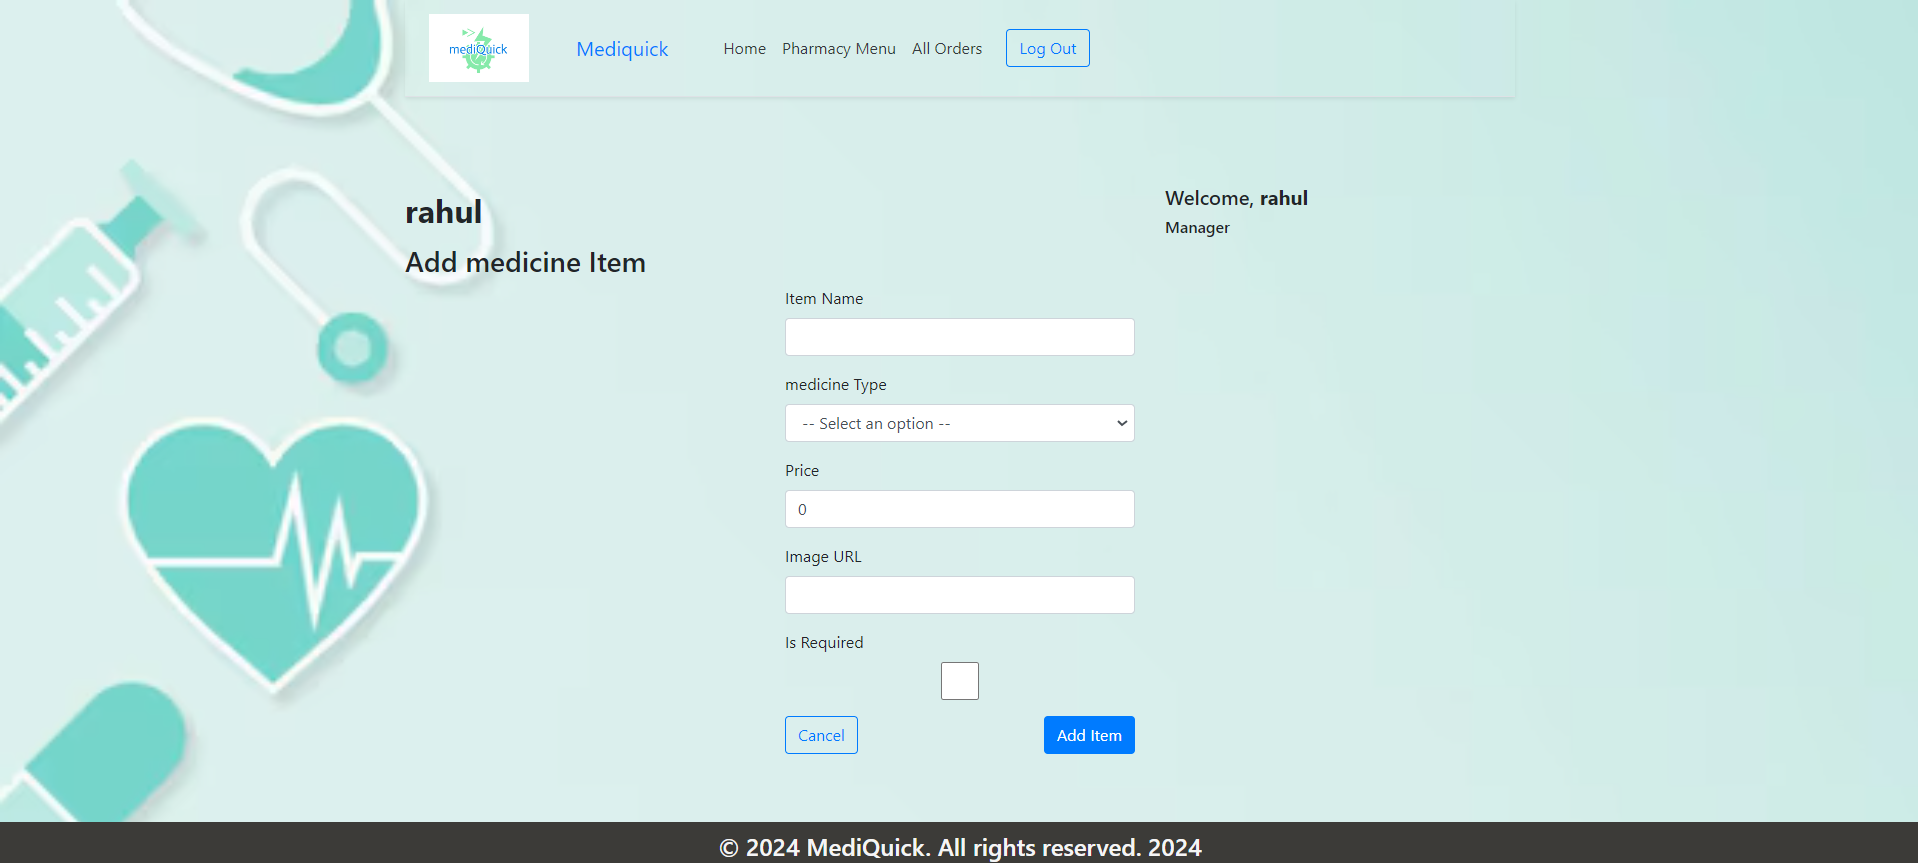 mediQuick
Mediquick
Home
Pharmacy Menu
All Orders
Log Out
rahul
Welcome, rahul
Manager
Add medicine Item
Item Name
medicine Type
-- Select an option --
Price
0
Image URL
Is Required
Cancel
Add Item
© 2024 MediQuick. All rights reserved. 2024